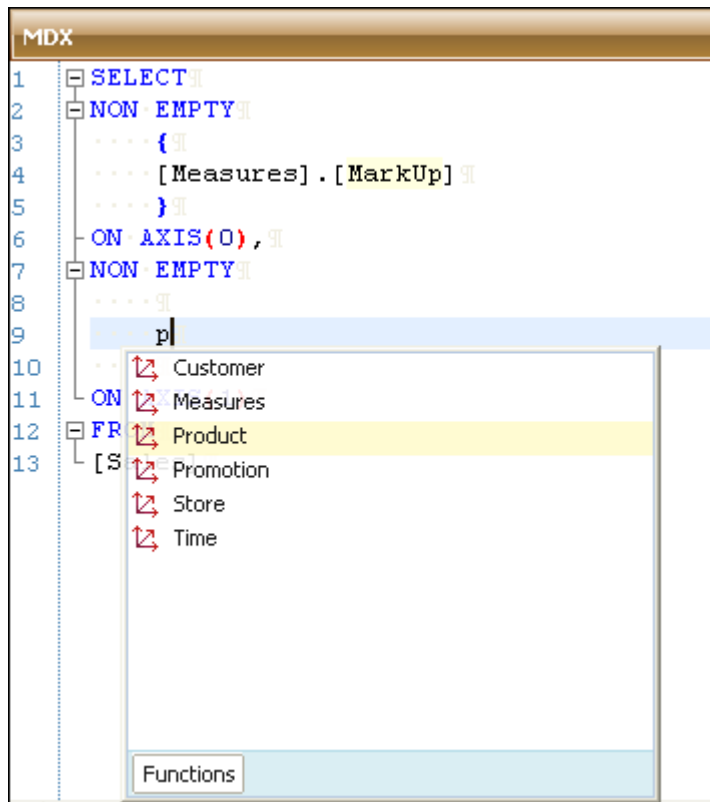 MDX
1 SELECT¶
2 NON EMPTY¶
3 {¶
4 [Measures].[MarkUp]¶
5 }¶
6 ON AXIS(0),¶
7 NON EMPTY¶
8 ¶
9 p
10
11 ON
12 FR
13 [S
Customer
Measures
Product
Promotion
Store
Time
Functions